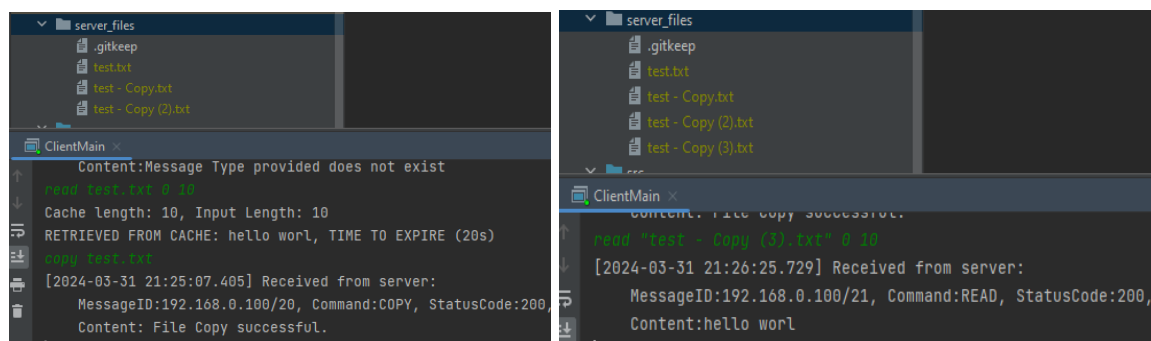 server_files
.gitkeep
test.txt
test - Copy.txt
test - Copy (2).txt
ClientMain
Content:Message Type provided does not exist
read test.txt 0 10
Cache length: 10, Input Length: 10
RETRIEVED FROM CACHE: hello worl, TIME TO EXPIRE (20s)
copy test.txt
[2024-03-31 21:25:07.405] Received from server:
MessageID:192.168.0.100/20, Command:COPY, StatusCode:200,
Content: File Copy successful.
server_files
.gitkeep
test.txt
test - Copy.txt
test - Copy (2).txt
test - Copy (3).txt
src
ClientMain
Content: File Copy successful.
read "test - Copy (3).txt" 0 10
[2024-03-31 21:26:25.729] Received from server:
MessageID:192.168.0.100/21, Command:READ, StatusCode:200,
Content:hello worl